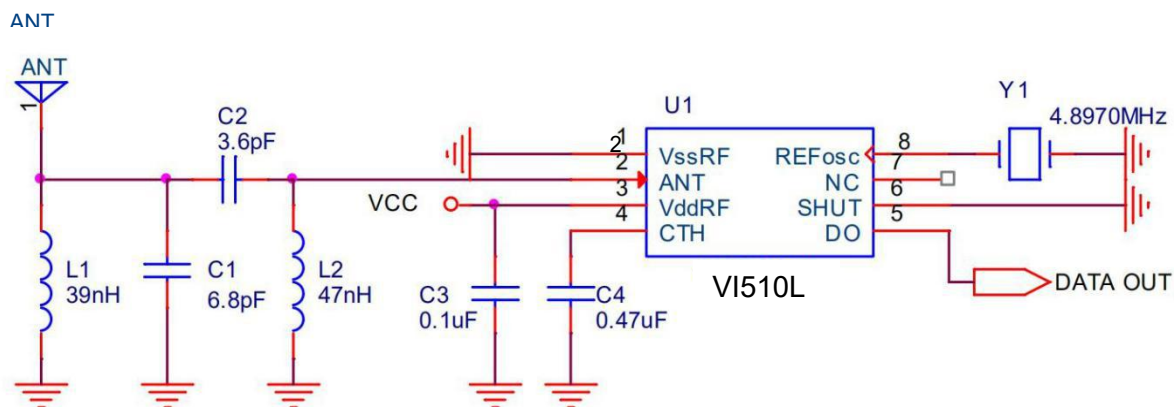 ANT
ANT
1
C2
3.6pF
L1
39nH
C1
6.8pF
L2
47nH
VCC
C3
0.1uF
C4
0.47uF
U1
1
2
2
3
4
VssRF
ANT
VddRF
CTH
REFosc
NC
SHUT
DO
8
7
6
5
VI510L
Y1
4.8970MHz
DATA OUT